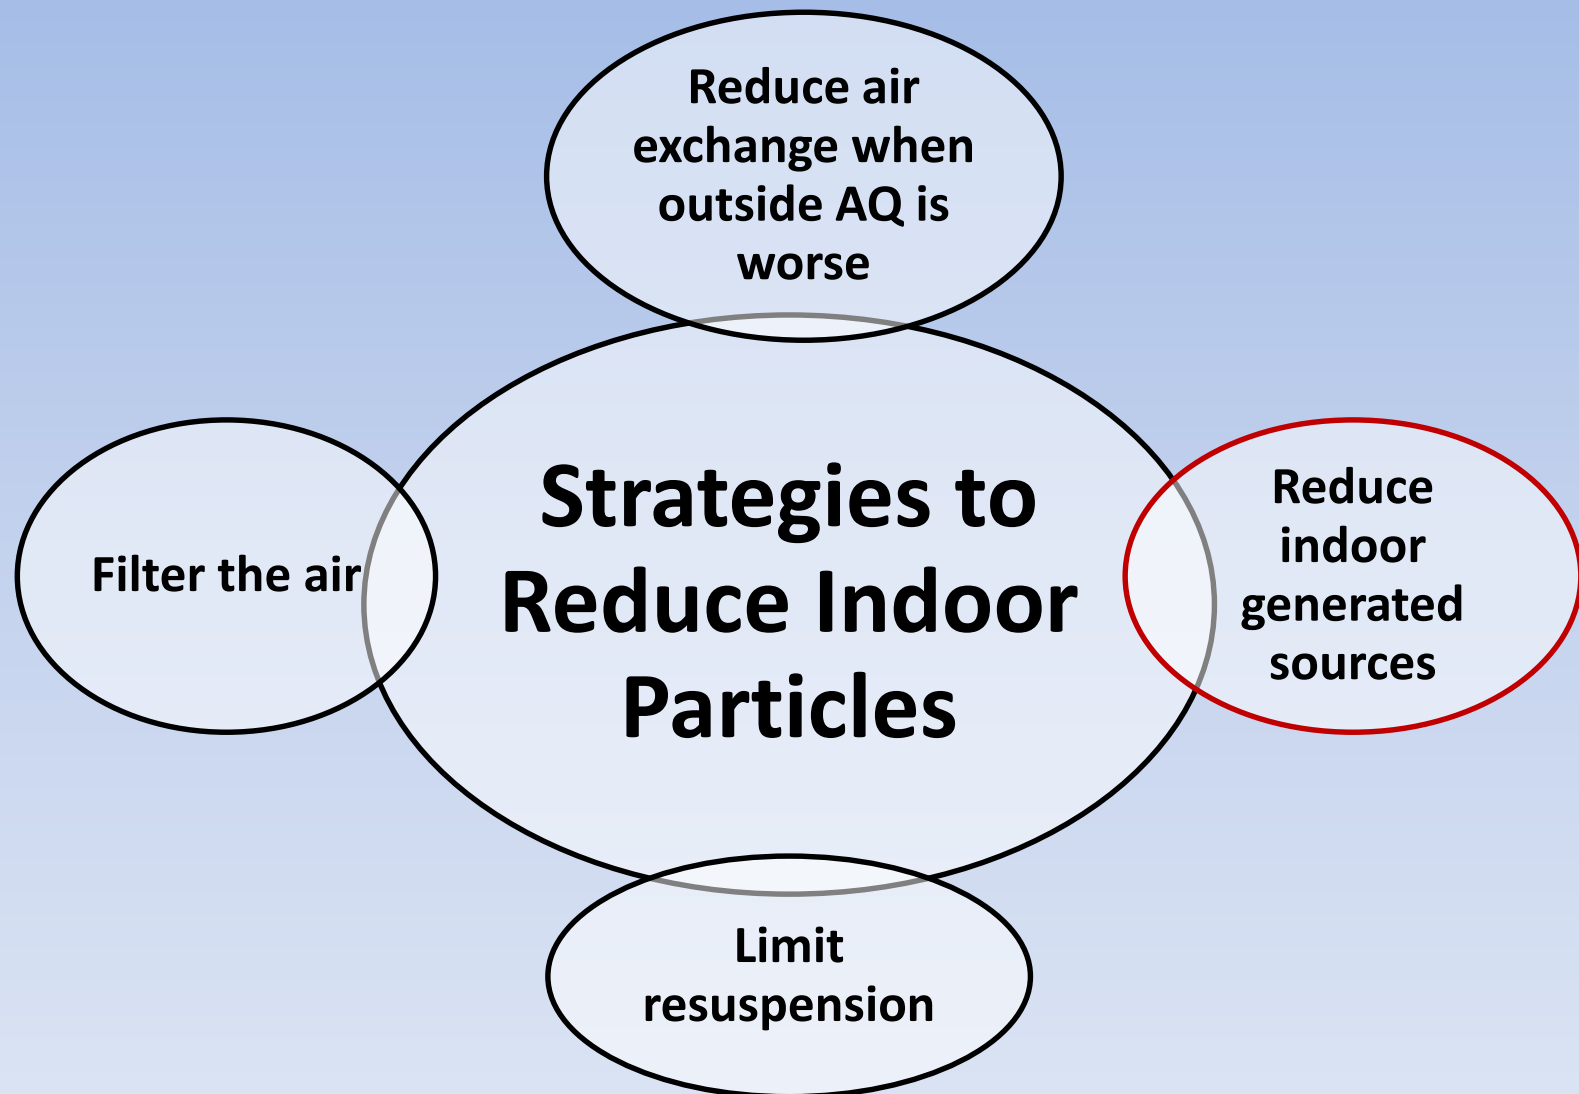 Reduce air
exchange when
outside AQ is
worse
Filter the air
Strategies to
Reduce Indoor
Particles
Reduce
indoor
generated
sources
Limit
resuspension